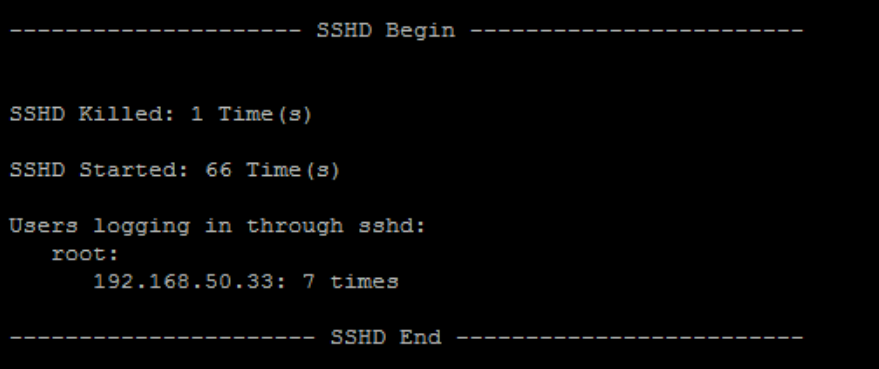 --------------------- SSHD Begin ------------------------
SSHD Killed: 1 Time(s)
SSHD Started: 66 Time(s)
Users logging in through sshd:
   root:
      192.168.50.33: 7 times
---------------------- SSHD End -------------------------